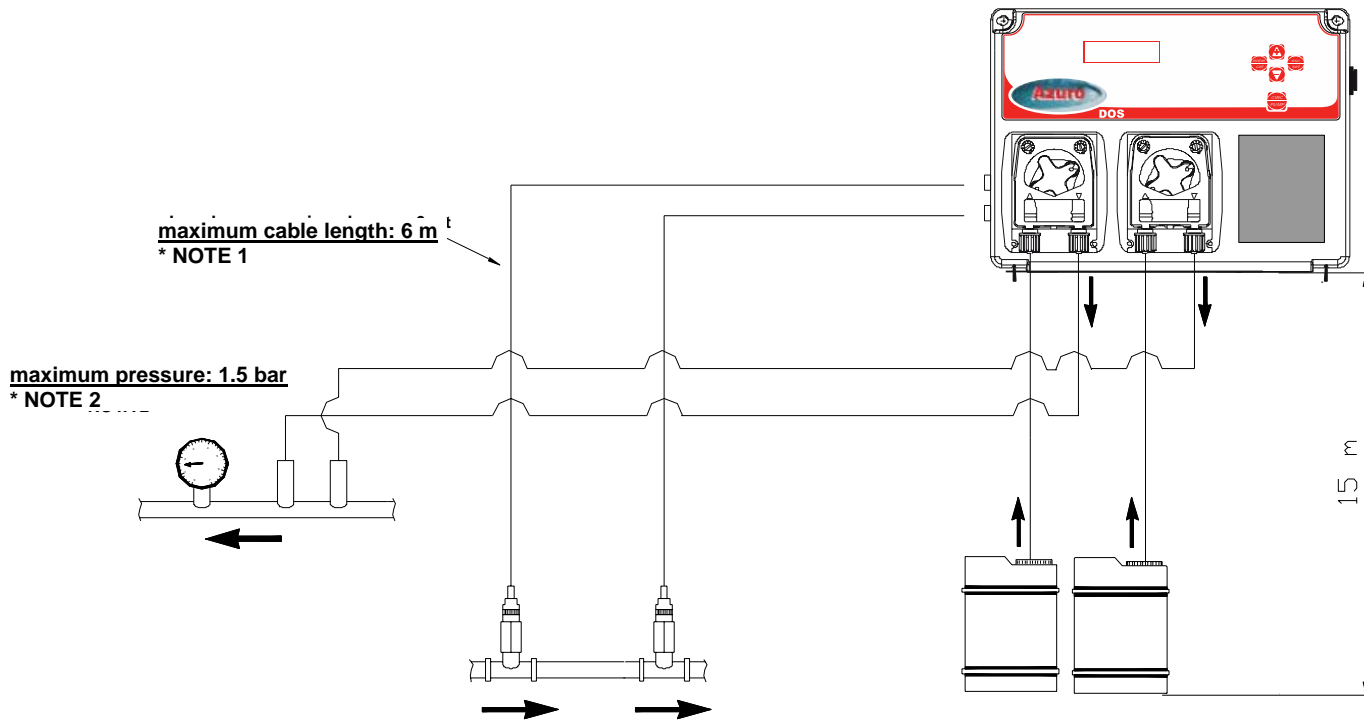 Azuro
DOS
maximum cable length: 6 m
* NOTE 1
maximum pressure: 1.5 bar
* NOTE 2
15 m